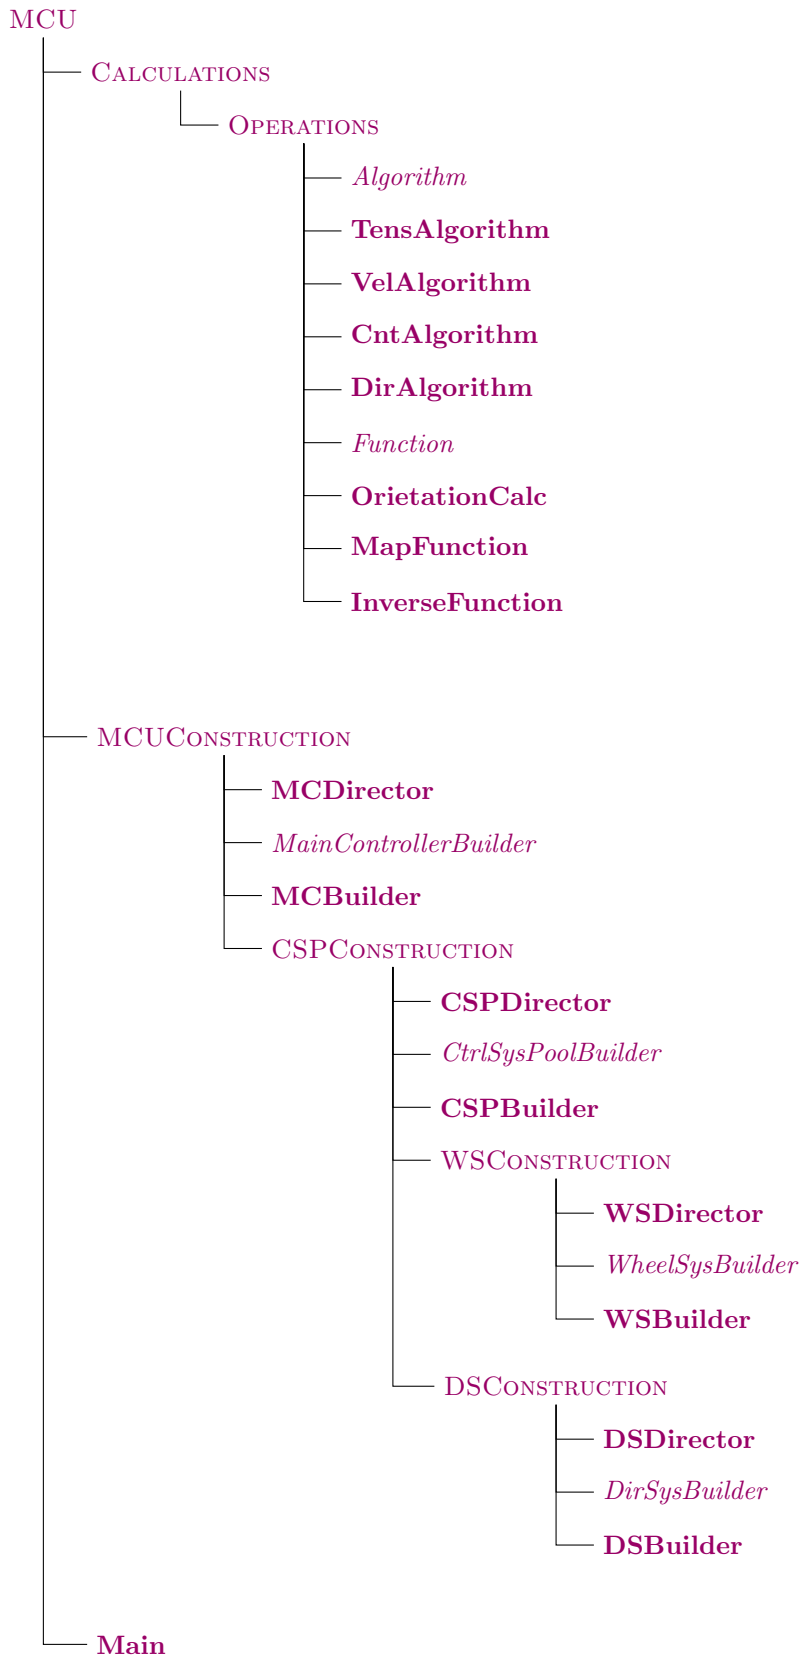 MCU
Calculations
Operations
Algorithm
TensAlgorithm
VelAlgorithm
CntAlgorithm
DirAlgorithm
Function
OrietationCalc
MapFunction
InverseFunction
MCUConstruction
MCDirector
MainControllerBuilder
MCBuilder
CSPConstruction
CSPDirector
CtrlSysPoolBuilder
CSPBuilder
WSConstruction
WSDirector
WheelSysBuilder
WSBuilder
DSConstruction
DSDirector
DirSysBuilder
DSBuilder
Main